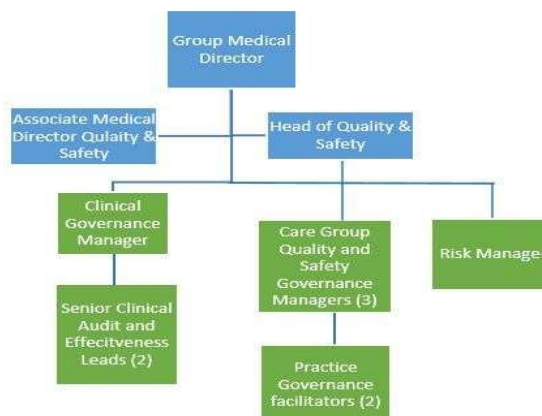 Group Medical
Director
Associate Medical
Director Qulaity &
Safety
Head of Quality &
Safety
Clinical
Governance
Manager
Care Group
Quality and
Safety
Governance
Managers (3)
Risk Manage
Senior Clinical
Audit and
Effecitveness
Leads (2)
Practice
Governance
facilitators (2)